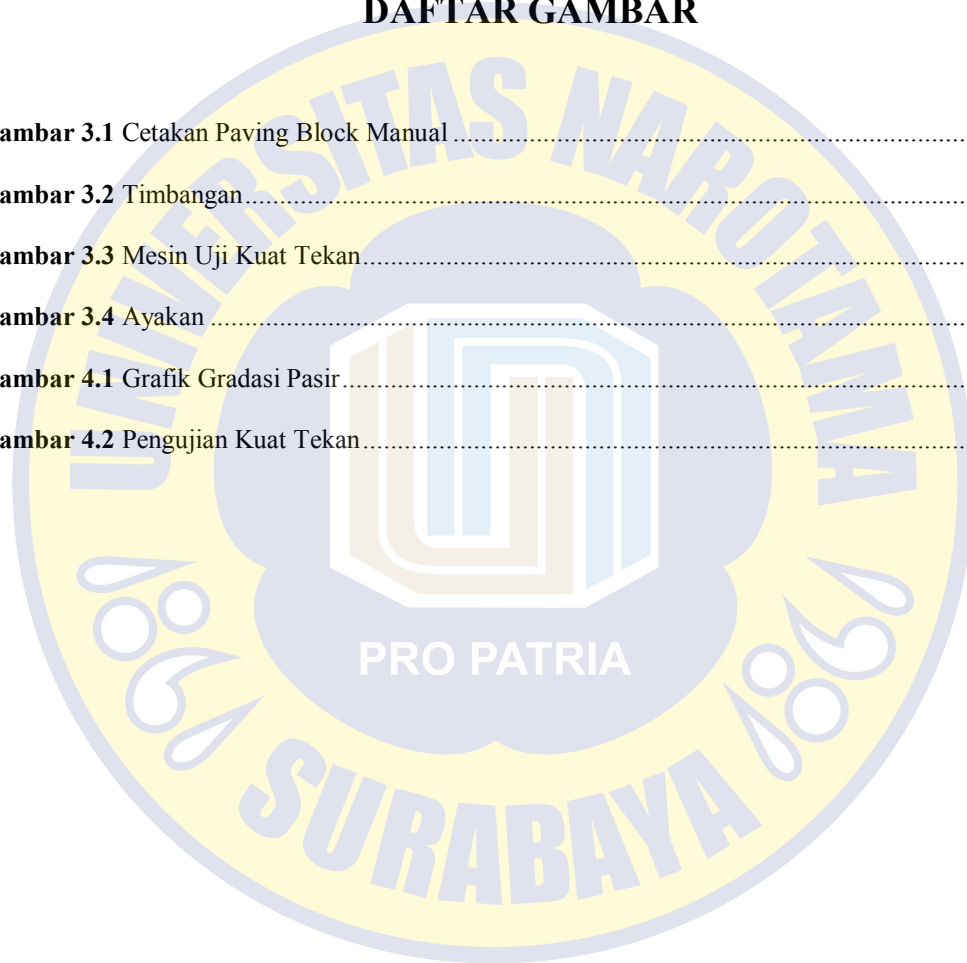 DAFTAR GAMBAR
ambar 3.1 Cetakan Paving Block Manual ................................................................................
ambar 3.2 Timbangan................................................................................
ambar 3.3 Mesin Uji Kuat Tekan................................................................................
ambar 3.4 Ayakan ................................................................................
ambar 4.1 Grafik Gradasi Pasir................................................................................
ambar 4.2 Pengujian Kuat Tekan................................................................................
UNIVERSITAS NAROTAMA
PRO PATRIA
SURABAYA